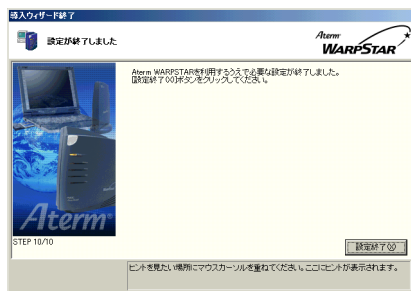 導入ウィザード終了
設定が終了しました
Aterm
WARPSTAR
Aterm WARPSTARを利用するうえで必要な設定が終了しました。
[設定終了(X)]ボタンをクリックしてください。
Aterm
STEP 10/10
設定終了(X)
ヒントを見たい場所にマウスカーソルを重ねてください。ここにヒントが表示されます。